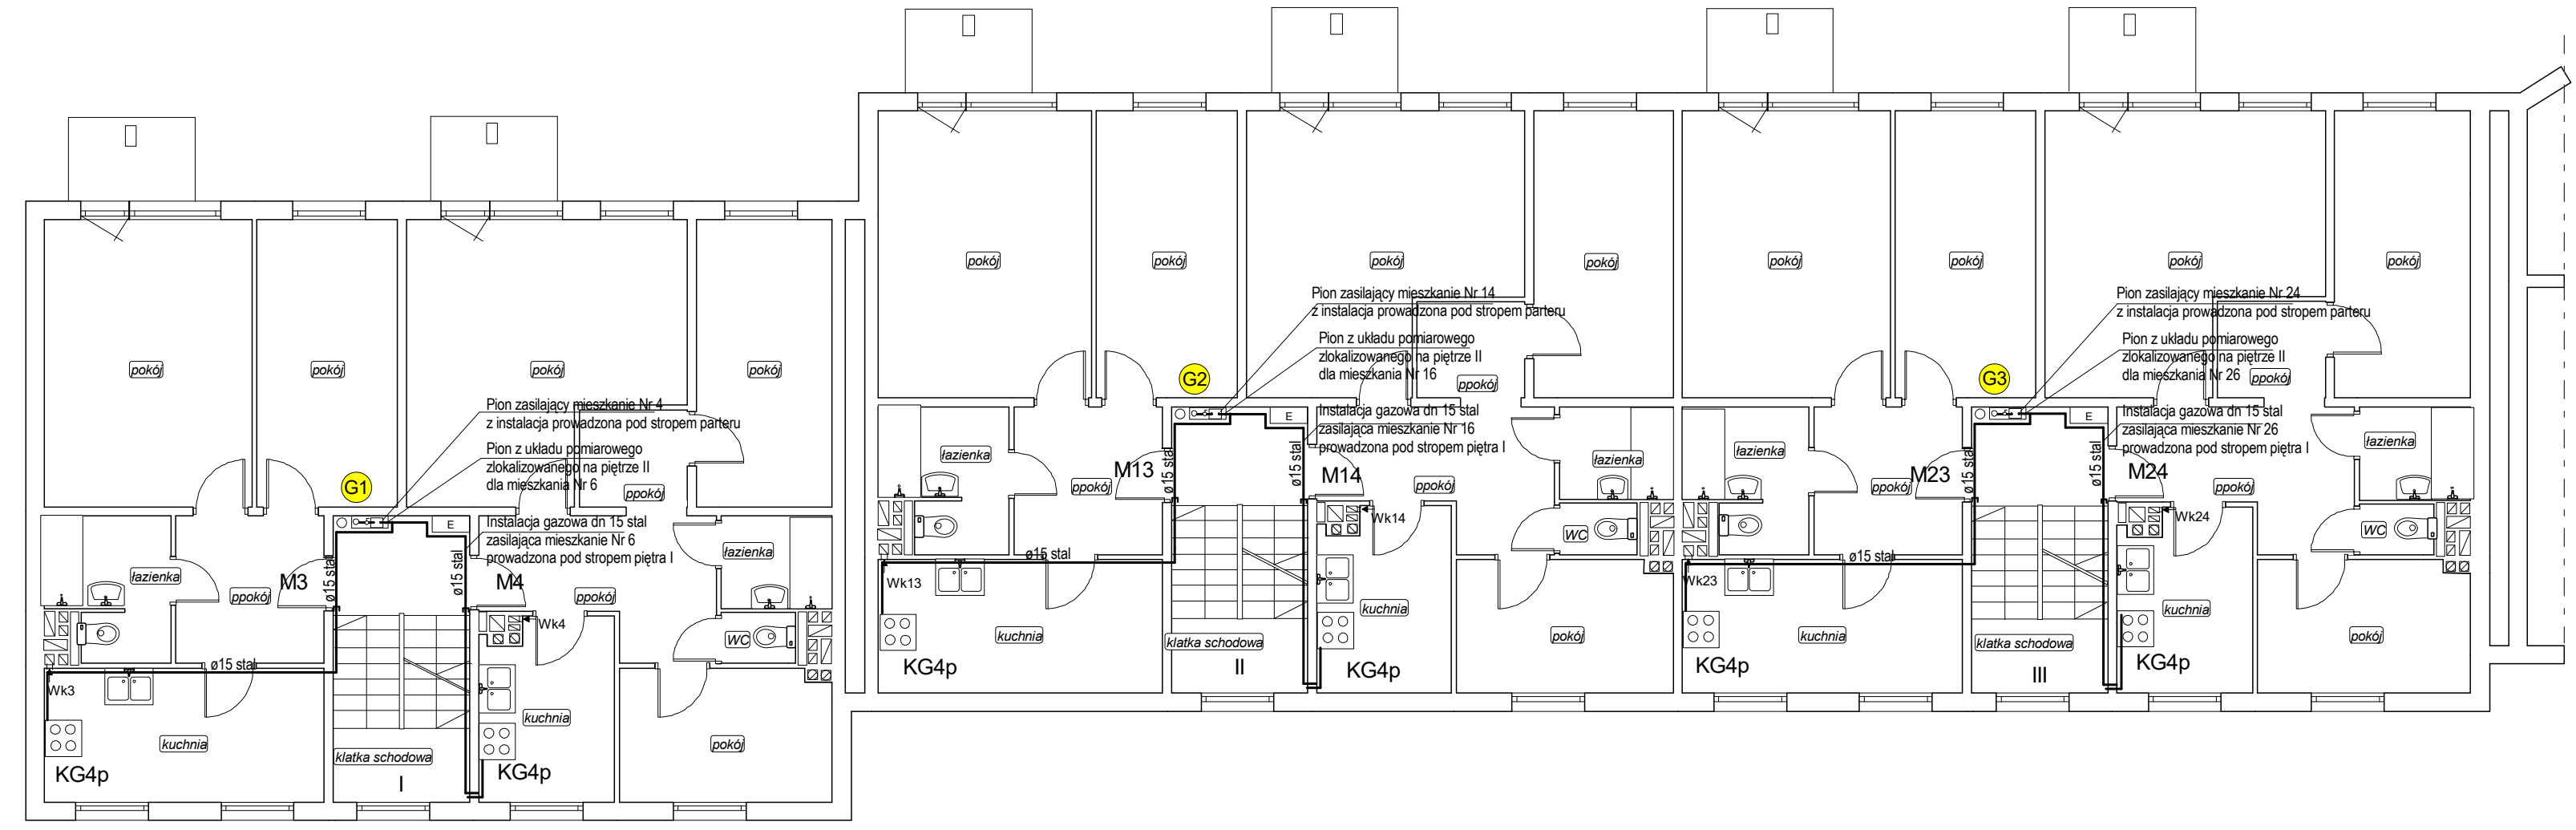 pokój
pokój
pokój
pokój
Pion zasilający mieszkanie Nr 4
z instalacja prowadzona pod stropem parteru
Pion z układu pomiarowego
zlokalizowanego na piętrze II
dla mieszkania Nr 6
G1
ppokój
E
Instalacja gazowa dn 15 stal
zasilająca mieszkanie Nr 6
prowadzona pod stropem piętra I
łazienka
łazienka
M3
ø15 stal
ø15 stal
M4
ppokój
ppokój
Wk4
WC
ø15 stal
Wk3
kuchnia
kuchnia
pokój
klatka schodowa
KG4p
KG4p
I
pokój
pokój
pokój
pokój
Pion zasilający mieszkanie Nr 14
z instalacja prowadzona pod stropem parteru
Pion z układu pomiarowego
zlokalizowanego na piętrze II
dla mieszkania Nr 16
G2
ppokój
E
Instalacja gazowa dn 15 stal
zasilająca mieszkanie Nr 16
prowadzona pod stropem piętra I
łazienka
łazienka
M13
ø15 stal
ø15 stal
M14
ppokój
ppokój
Wk14
WC
ø15 stal
Wk13
kuchnia
kuchnia
pokój
klatka schodowa
KG4p
KG4p
II
pokój
pokój
pokój
pokój
Pion zasilający mieszkanie Nr 24
z instalacja prowadzona pod stropem parteru
Pion z układu pomiarowego
zlokalizowanego na piętrze II
dla mieszkania Nr 26
G3
ppokój
E
Instalacja gazowa dn 15 stal
zasilająca mieszkanie Nr 26
prowadzona pod stropem piętra I
łazienka
łazienka
M23
ø15 stal
ø15 stal
M24
ppokój
ppokój
Wk24
WC
ø15 stal
Wk23
kuchnia
kuchnia
pokój
klatka schodowa
KG4p
KG4p
III